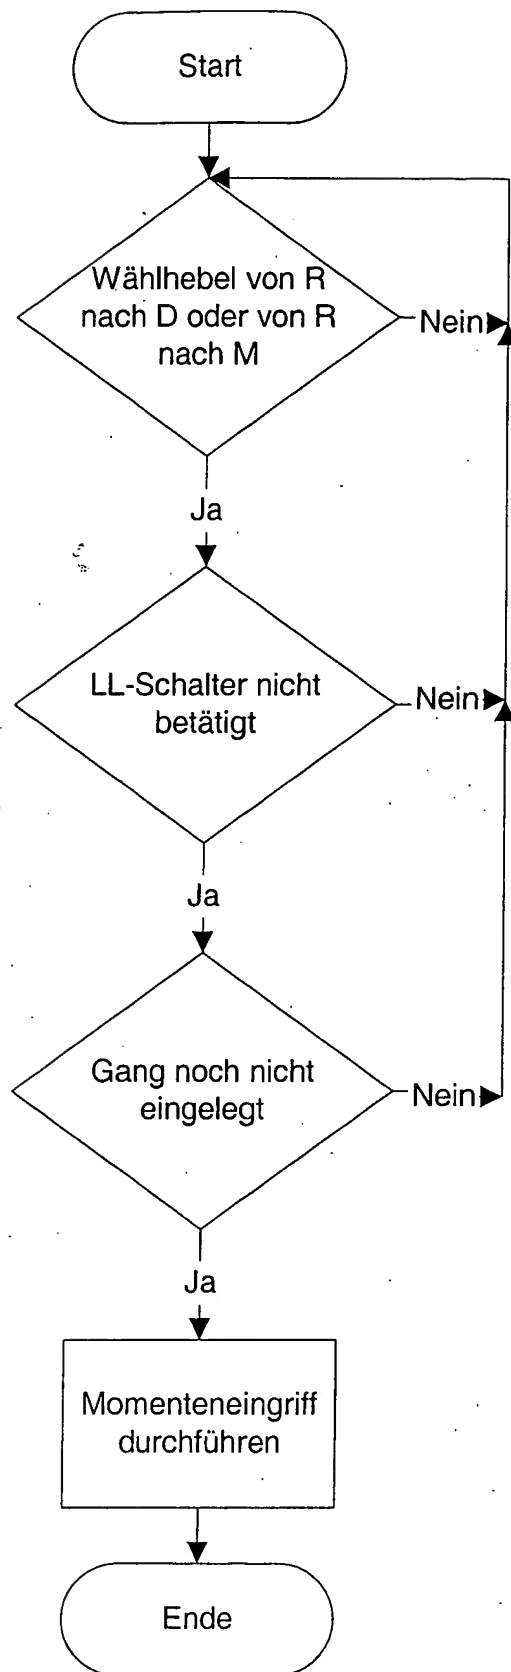 Start
Wählhebel von R
nach D oder von R
nach M
Nein
Ja
LL-Schalter nicht
betätigt
Nein
Ja
Gang noch nicht
eingelegt
Nein
Ja
Momenteneingriff
durchführen
Ende